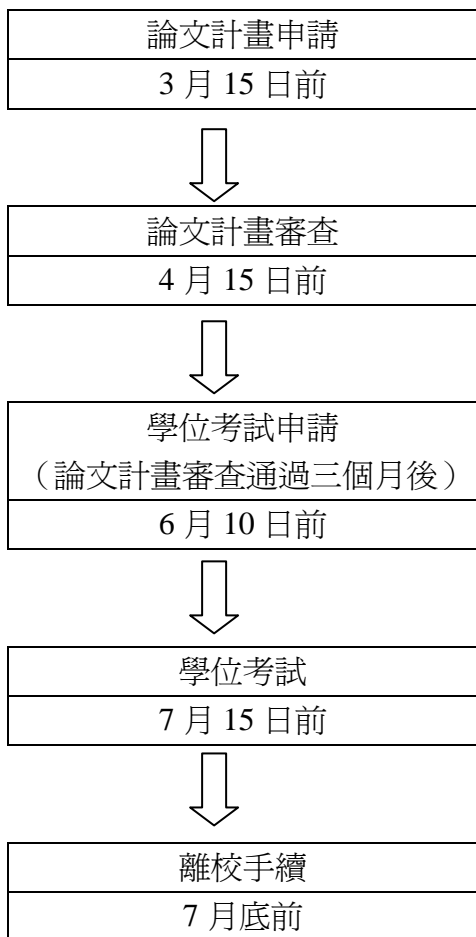 論文計畫申請
3 月 15 日前
論文計畫審查
4 月 15 日前
學位考試申請
（論文計畫審查通過三個月後）
6 月 10 日前
學位考試
7 月 15 日前
離校手續
7 月底前